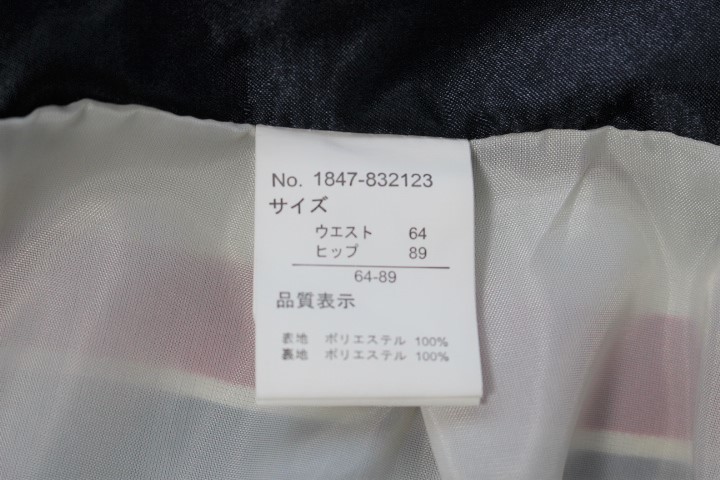 No. 1847-832123
サイズ
ウエスト 64
ヒップ 89
64-89
品質表示
表地 ポリエステル 100%
裏地 ポリエステル 100%